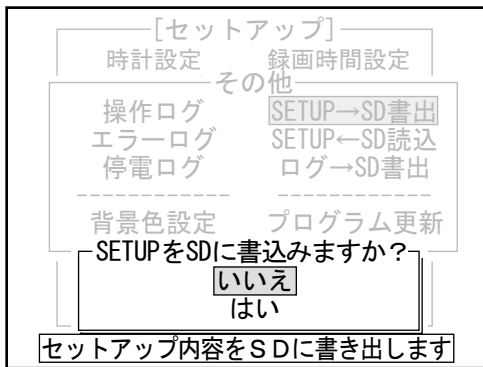 [セットアップ]
時計設定 録画時間設定
その他
操作ログ SETUP→SD書出
エラーログ SETUP←SD読込
停電ログ ログ→SD書出
------------ ------------
背景色設定 プログラム更新
SETUPをSDに書込みますか?
いいえ
はい
セットアップ内容をSDに書き出します